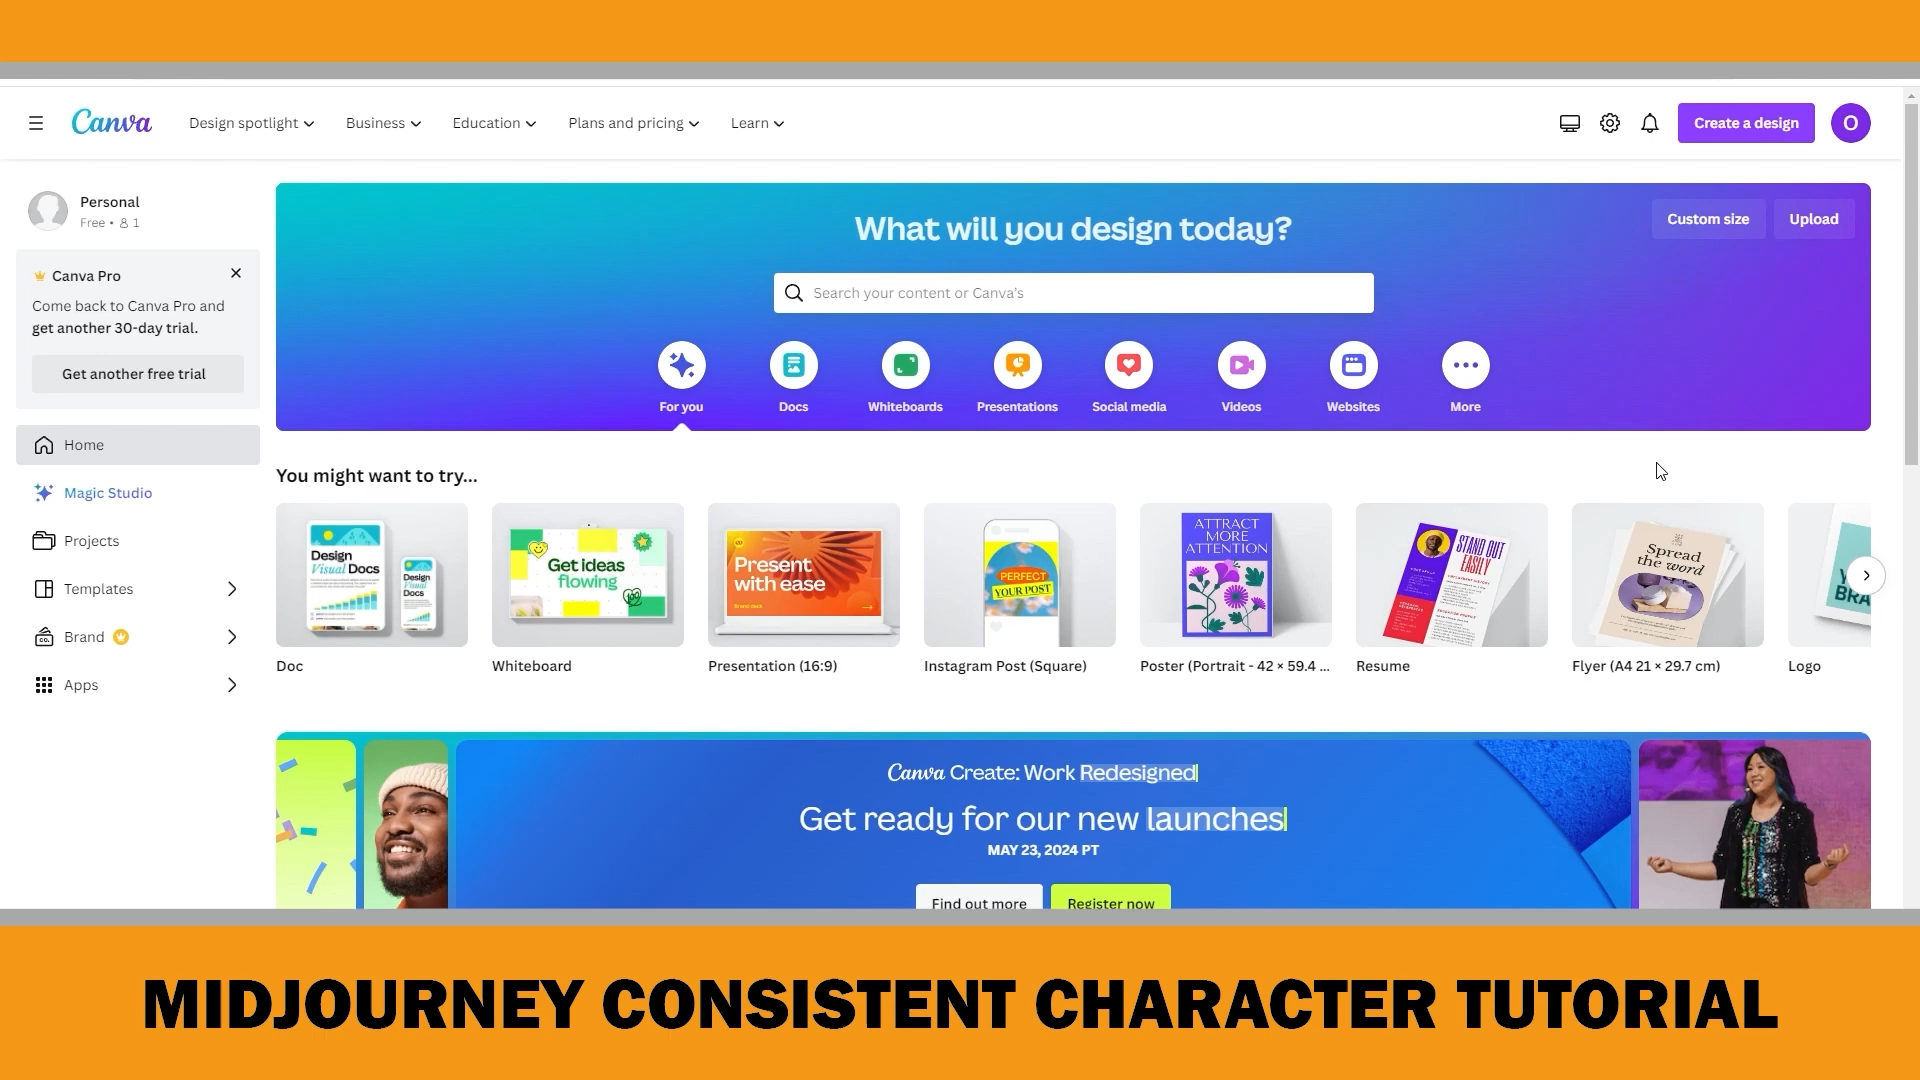 Canva
Design spotlight
Business
Education
Plans and pricing
Learn
Create a design
O
Personal
Free • 1
Canva Pro
Come back to Canva Pro and
get another 30-day trial.
Get another free trial
Home
Magic Studio
Projects
Templates
Brand
Apps
What will you design today?
Custom size
Upload
Search your content or Canva's
For you
Docs
Whiteboards
Presentations
Social media
Videos
Websites
More
You might want to try...
Design
Visual Docs
Design
Visual
Docs
Get ideas
flowing
Present
with ease
PERFECT
YOUR POST
ATTRACT
MORE
ATTENTION
STAND OUT
EASILY
Spread
the word
BRA
Doc
Whiteboard
Presentation (16:9)
Instagram Post (Square)
Poster (Portrait - 42 × 59.4 ...
Resume
Flyer (A4 21 × 29.7 cm)
Logo
Canva Create: Work Redesigned
Get ready for our new launches
MAY 23, 2024 PT
Find out more
Register now
MIDJOURNEY CONSISTENT CHARACTER TUTORIAL